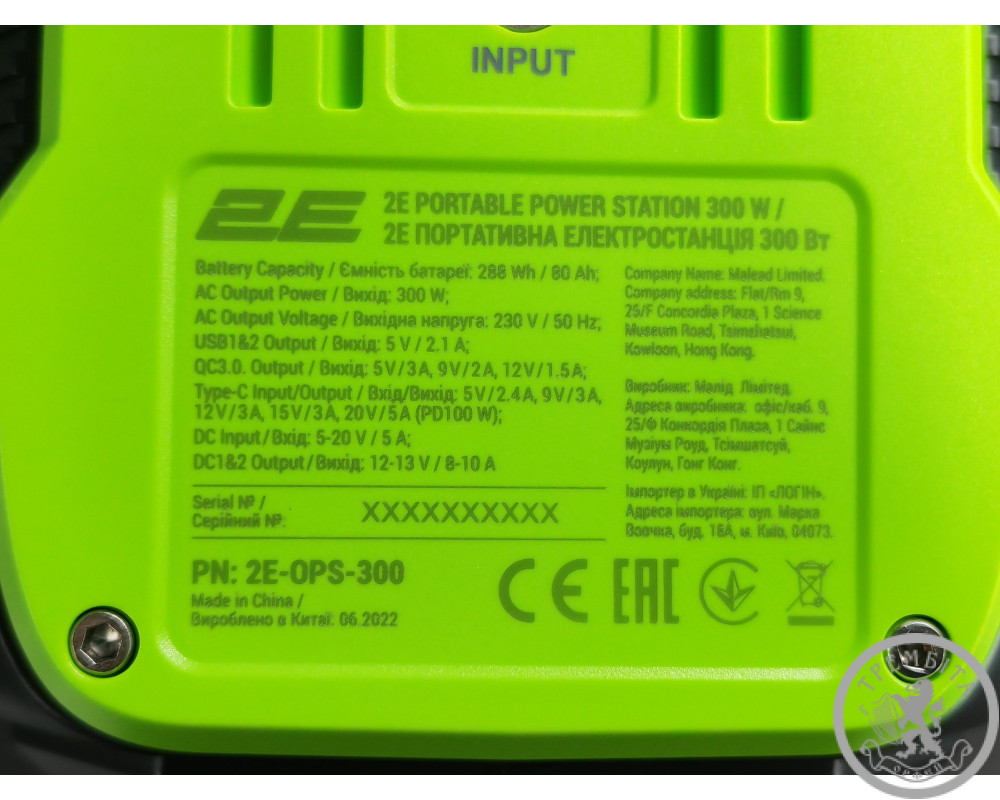 INPUT
2E
2E PORTABLE POWER STATION 300 W /
2E ПОРТАТИВНА ЕЛЕКТРОСТАНЦІЯ 300 Вт
Battery Capacity / Ємність батареї: 288 Wh / 80 Ah;
AC Output Power / Вихід: 300 W;
AC Output Voltage / Вихідна напруга: 230 V / 50 Hz;
USB1&2 Output / Вихід: 5 V / 2.1 A;
QC3.0. Output / Вихід: 5V/3A, 9V/2A, 12V/1.5A;
Type-C Input/Output / Вхід/Вихід: 5V/2.4A, 9V/3A,
12V/3A, 15V/3A, 20V/5A (PD100 W);
DC Input/Вхід: 5-20 V / 5 A;
DC1&2 Output/Вихід: 12-13 V / 8-10 A
Serial № /
Серійний №:
XXXXXXXXXX
PN: 2E-OPS-300
Made in China /
Вироблено в Китаї: 06.2022
Company Name: Malead Limited.
Company address: Flat/Rm 9,
25/F Concordia Plaza, 1 Science
Museum Road, Tsimshatsui,
Kowloon, Hong Kong.
Виробник: Малід Лімітед.
Адреса виробника: офіс/каб. 9,
25/Ф Конкордія Плаза, 1 Сайнс
Музіум Роуд, Тсімшатсуй,
Коулун, Гонг Конг.
Імпортер в Україні: ІП «ЛОГІН».
Адреса імпортера: вул. Марка
Вовчка, буд. 18А, м. Київ, 04073.
CE EAC
ТРЕМБІТА